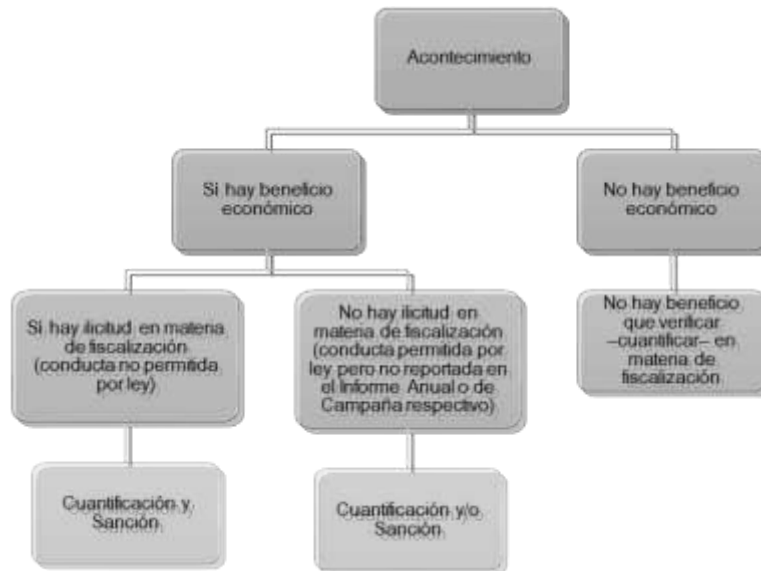 Acontecimiento
Si hay beneficio
económico
No hay beneficio
económico
Si hay ilicitud en materia
de fiscalización
(conducta no permitida
por ley)
No hay ilicitud en
materia de fiscalización
(conducta permitida por
ley pero no reportada en
el Informe Anual o de
Campaña respectivo)
No hay beneficio
que verificar
–cuantificar– en
materia de
fiscalización
Cuantificación y
Sanción
Cuantificación y/o
Sanción